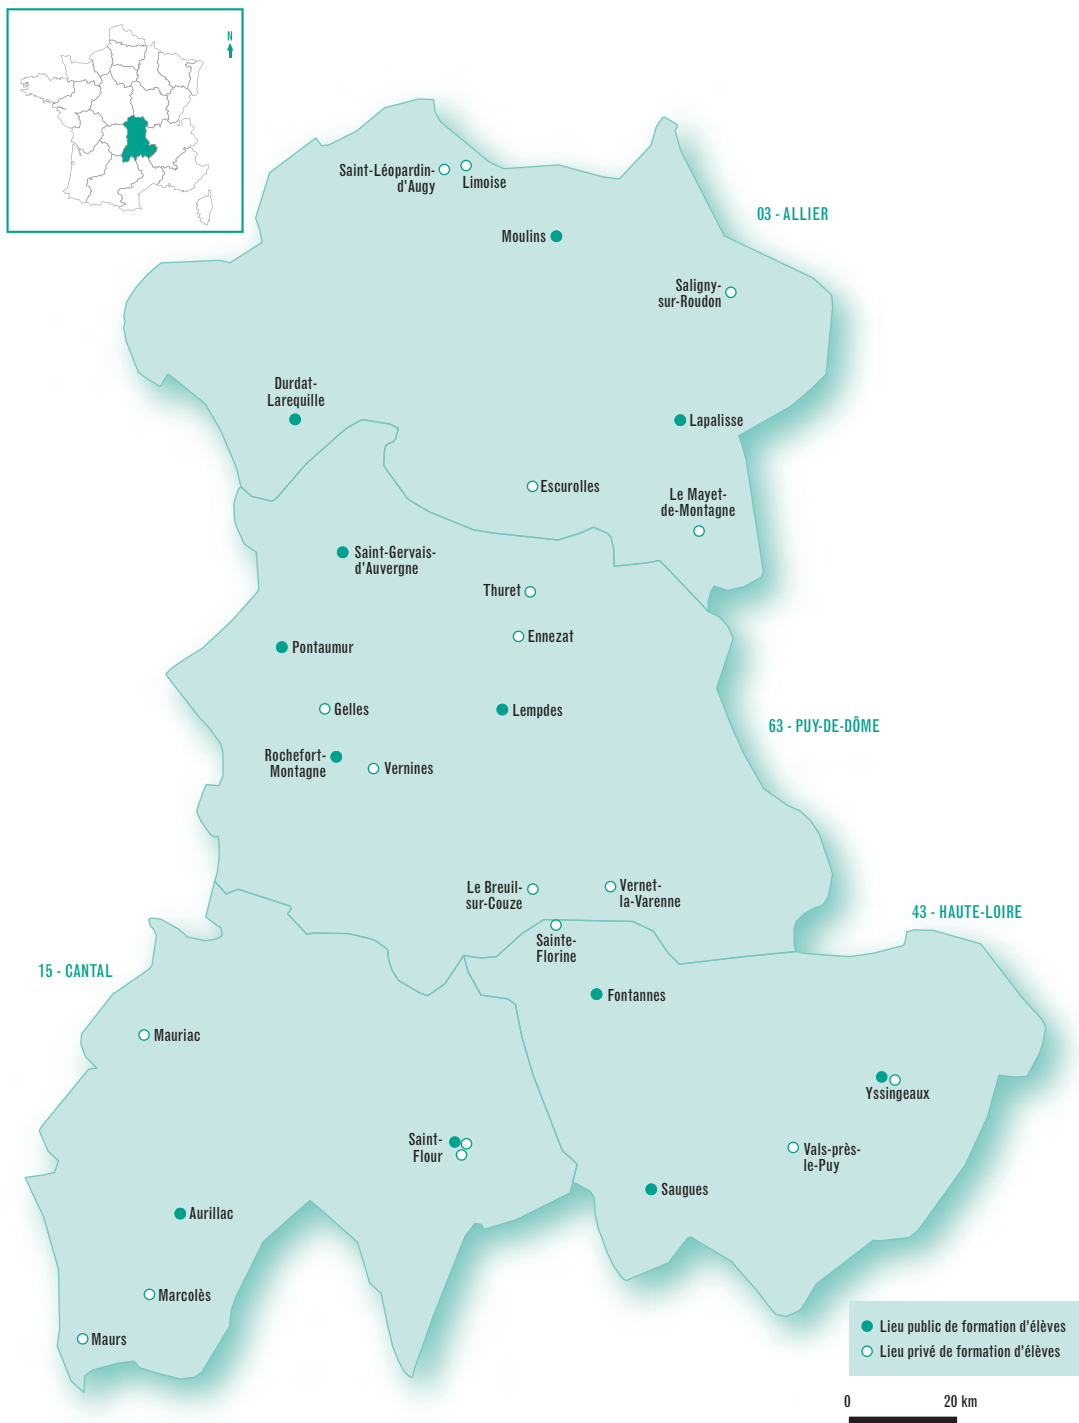 N
Saint-Léopardin-
d'Augy
Limoise
03 - ALLIER
Moulins
Saligny-
sur-Roudon
Durdat-
Larequille
Lapalisse
Escurolles
Le Mayet-
de-Montagne
Saint-Gervais-
d'Auvergne
Thuret
Ennezat
Pontaumur
Gelles
Lempdes
63 - PUY-DE-DÔME
Rochefort-
Montagne
Vernines
Le Breuil-
sur-Couze
Vernet-
la-Varenne
43 - HAUTE-LOIRE
Sainte-
Florine
15 - CANTAL
Fontannes
Mauriac
Yssingeaux
Saint-
Flour
Vals-près-
le-Puy
Saugues
Aurillac
Marcolès
Maurs
Lieu public de formation d'élèves
Lieu privé de formation d'élèves
0 20 km